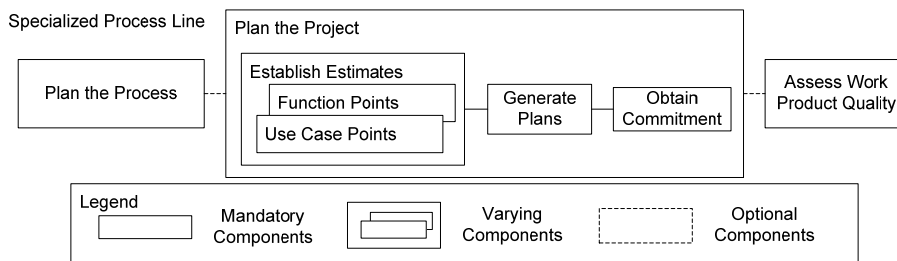 Specialized Process Line
Plan the Project
Plan the Process
Establish Estimates
Function Points
Use Case Points
Generate
Plans
Obtain
Commitment
Assess Work
Product Quality
Legend
Mandatory
Components
Varying
Components
Optional
Components